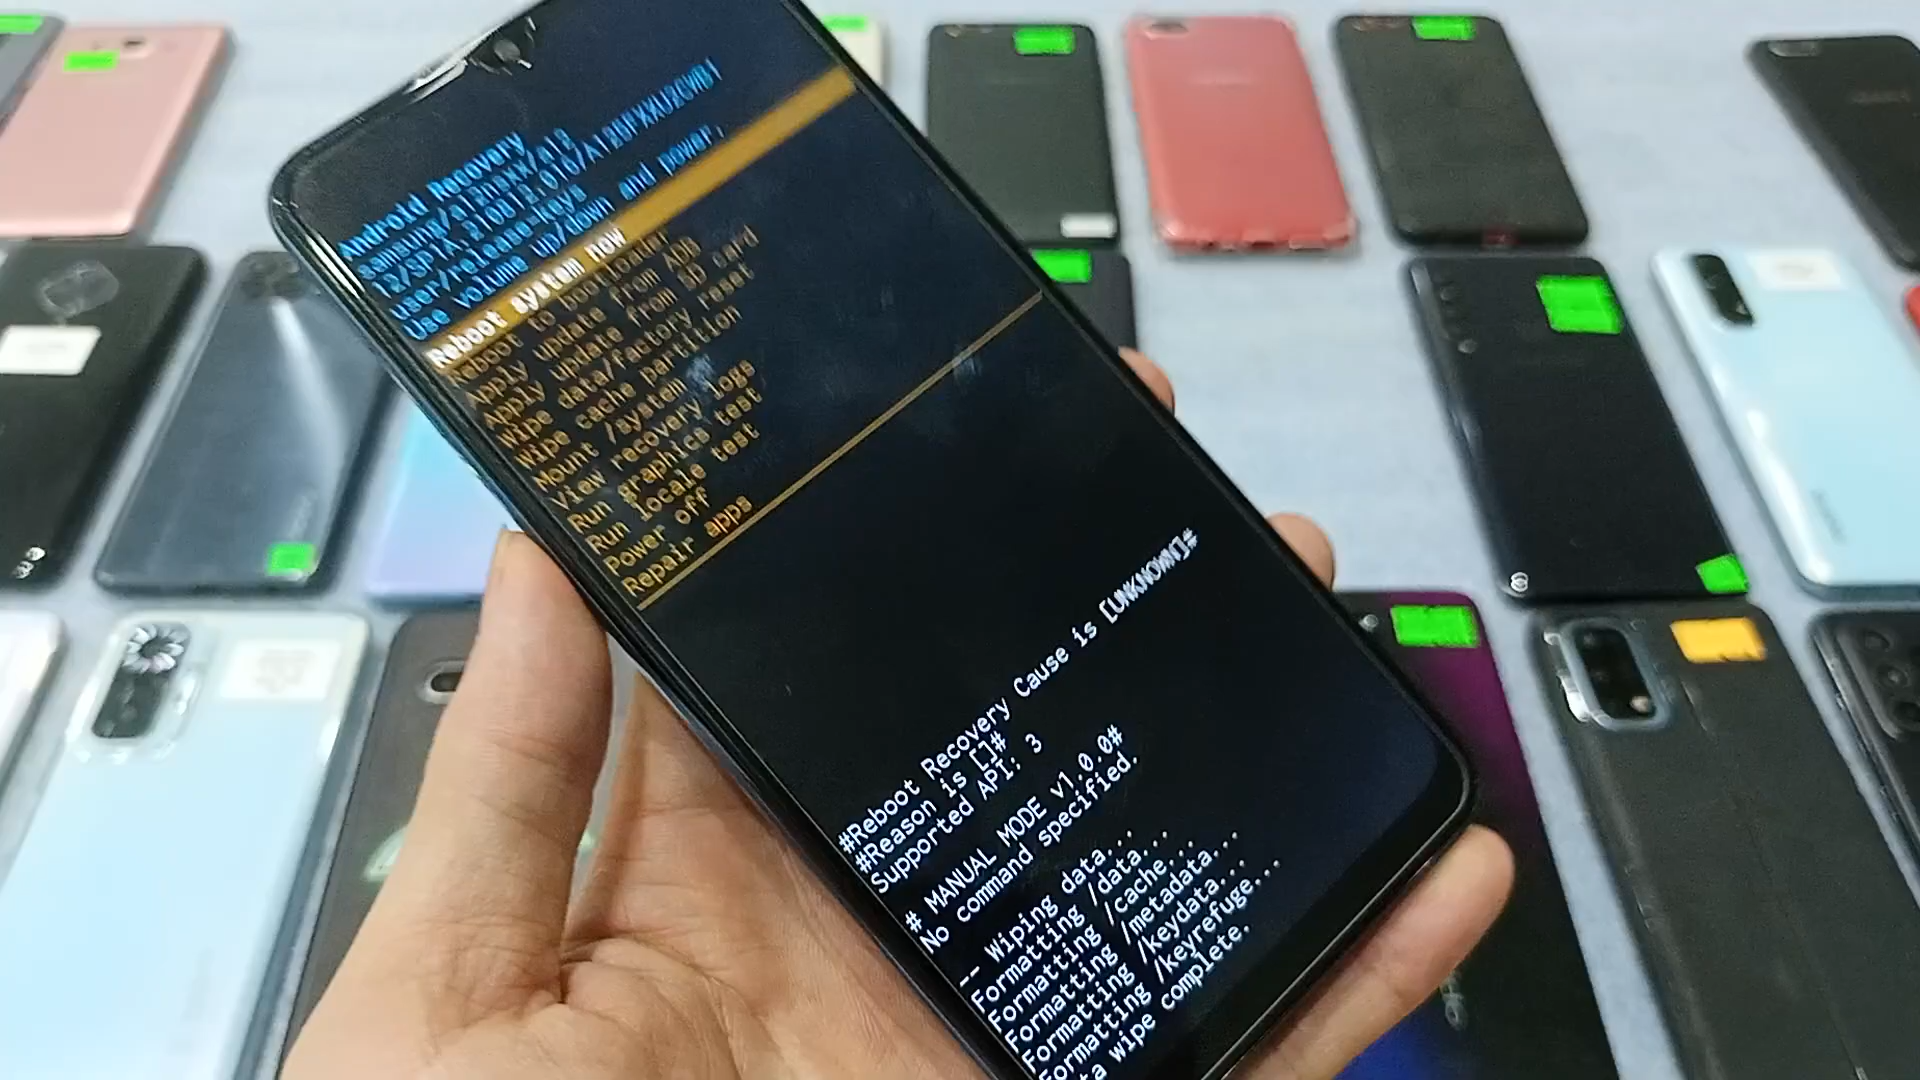 Android Recovery
samsung/a12nsxx/a12
12/SP1A.210812.016/A125FXXU2CWB1
user/release-keys
Use volume up/down and power.
Reboot system now
Reboot to bootloader
Apply update from ADB
Apply update from SD card
Wipe data/factory reset
Wipe cache partition
Mount /system
View recovery logs
Run graphics test
Run locale test
Power off
Repair apps
#Reboot Recovery Cause is [UNKNOWN]#
#Reason is []#
Supported API: 3
# MANUAL MODE v1.0.0#
No command specified.
-- Wiping data...
Formatting /data...
Formatting /cache...
Formatting /metadata...
Formatting /keydata...
Formatting /keyrefuge...
ta wipe complete.